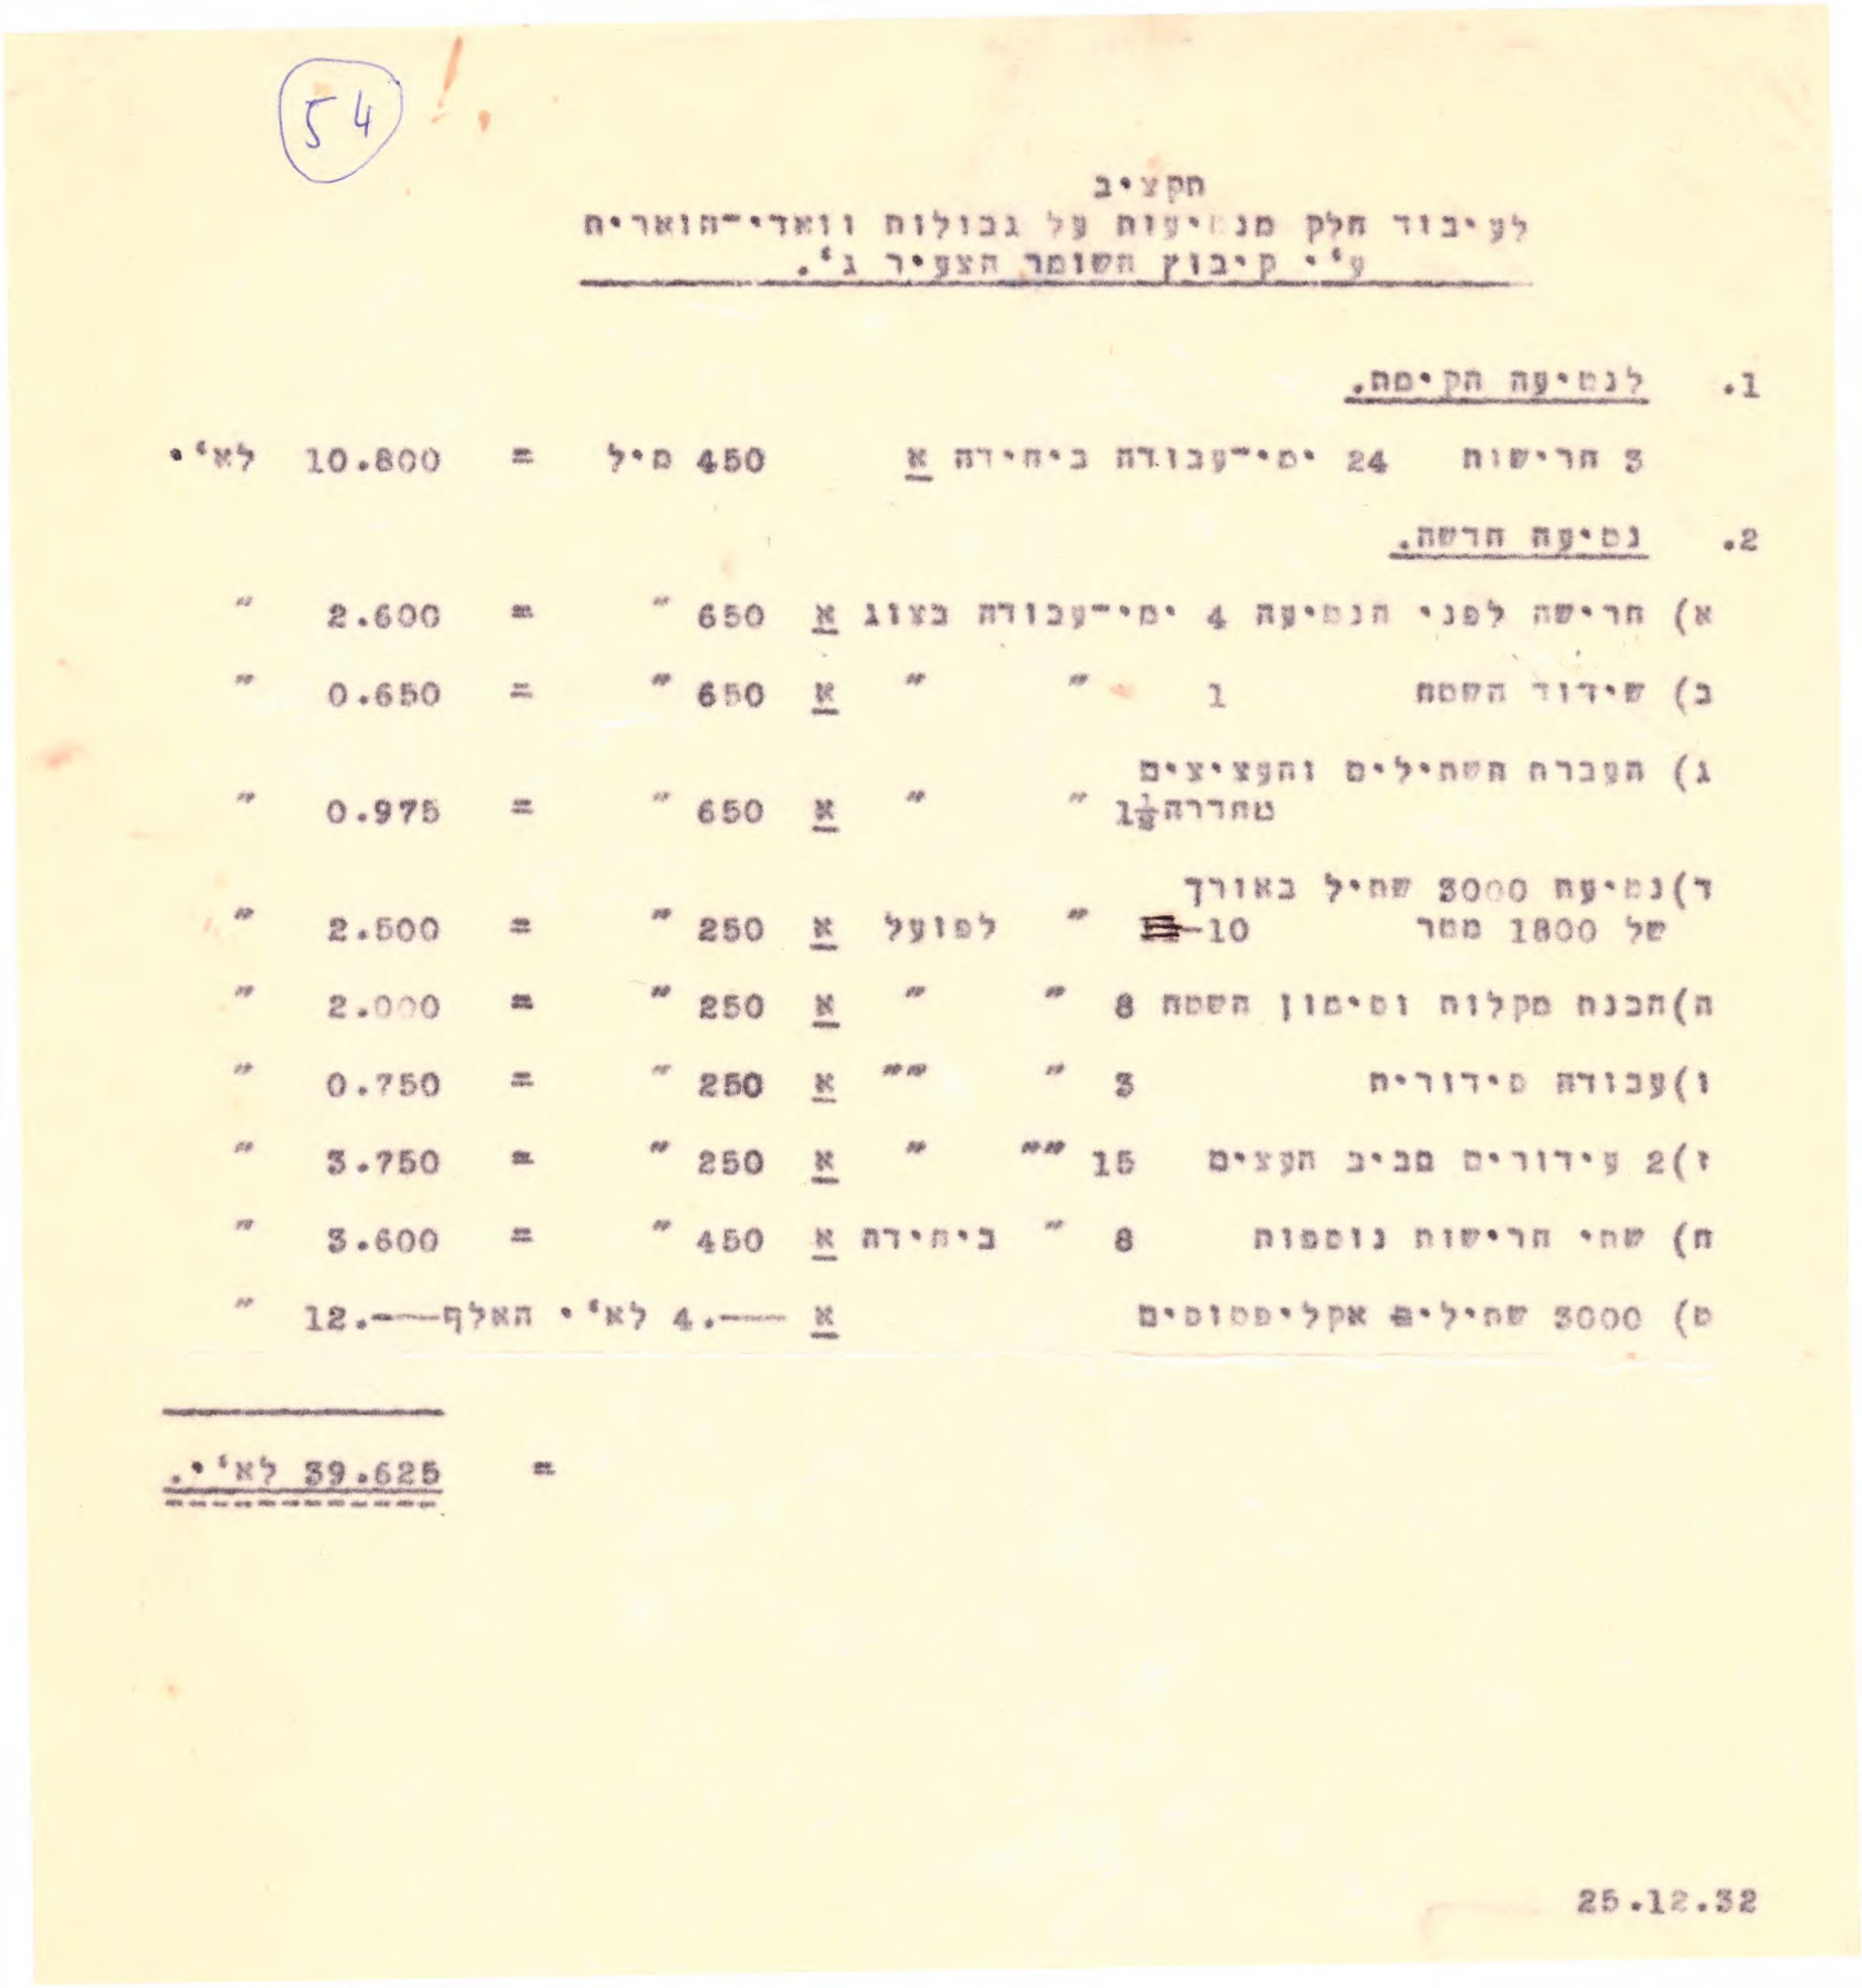 54
תקציב
לעיבוד חלק מנטיעות על גבולות וואדי־חוארית
ע"י קיבוץ השומר הצעיר ג'.
1. לנטיעה הקימת.
3 חרישות 24 ימי־עבודה ביחידה א 450 מיל = 10.800 לא"י.
2. נטיעה חדשה.
א) חרישה לפני הנטיעה 4 ימי־עבודה בצוג א 650 " = 2.600 "
ב) שידוד השטח 1 " " א 650 " = 0.650 "
ג) העברת השתילים והעציצים
מחדרה 1½ " " א 650 " = 0.975 "
ד)נטיעת 3000 שתיל באורך
של 1800 מטר 10- " לפועל א 250 " = 2.500 "
ה)הכנת מקלות וסימון השטח 8 " " א 250 " = 2.000 "
ו)עבודה סידורית 3 " "" א 250 " = 0.750 "
ז)2 עידורים סביב העצים 15 "" " א 250 " = 3.750 "
ח) שתי חרישות נוספות 8 " ביחידה א 450 " = 3.600 "
ט) 3000 שתילים אקליפטוסים א ‎4.—— לא"י האלף 12.—— "
= 39.625 לא"י.
25.12.32